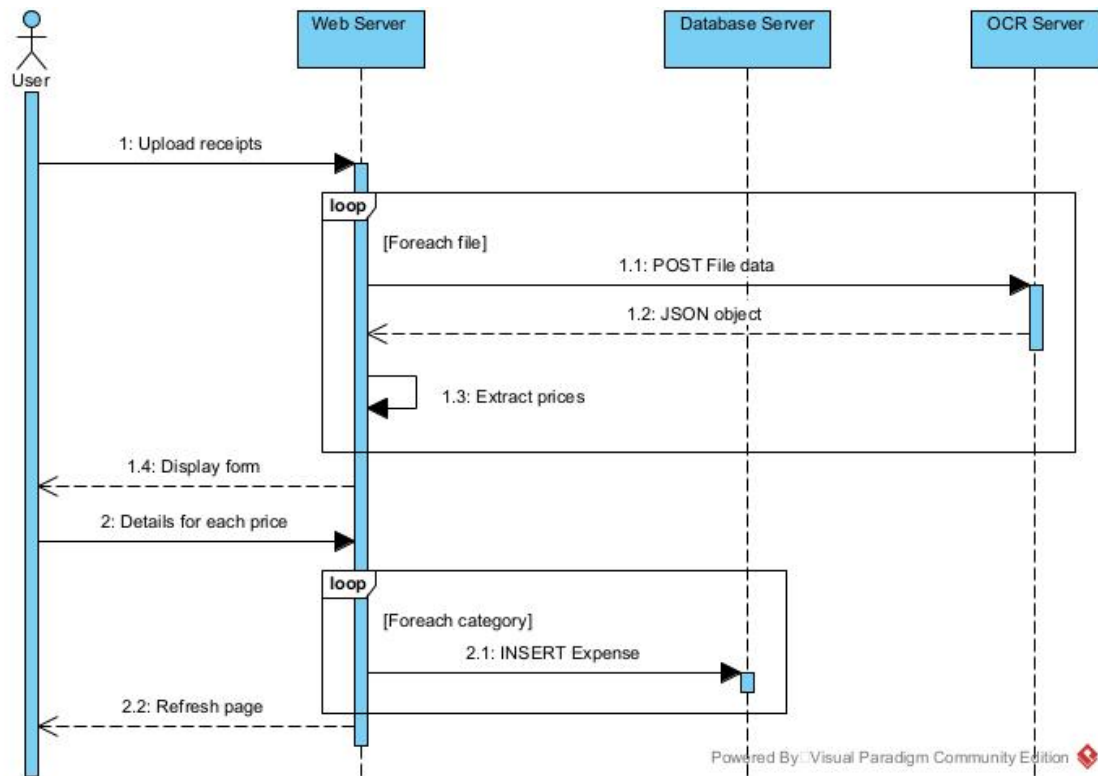 Web Server
Database Server
OCR Server
User
1: Upload receipts
loop
[Foreach file]
1.1: POST File data
1.2: JSON object
1.3: Extract prices
1.4: Display form
2: Details for each price
loop
[Foreach category]
2.1: INSERT Expense
2.2: Refresh page
Powered By Visual Paradigm Community Edition